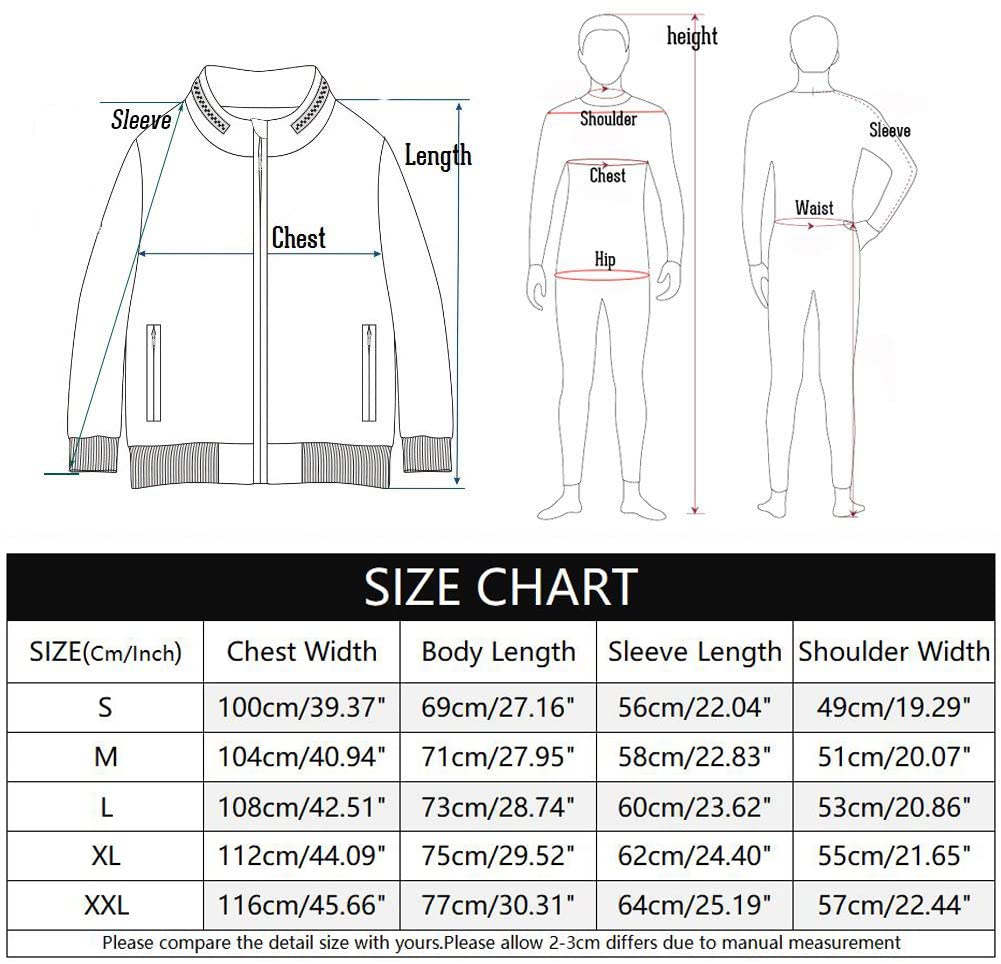 height
Sleeve
Shoulder
Sleeve
Length
Chest
Waist
Chest
Hip
SIZE CHART
SIZE(Cm/Inch) Chest Width Body Length Sleeve Length Shoulder Width
S 100cm/39.37" 69cm/27.16" 56cm/22.04" 49cm/19.29"
M 104cm/40.94" 71cm/27.95" 58cm/22.83" 51cm/20.07"
L 108cm/42.51" 73cm/28.74" 60cm/23.62" 53cm/20.86"
XL 112cm/44.09" 75cm/29.52" 62cm/24.40" 55cm/21.65"
XXL 116cm/45.66" 77cm/30.31" 64cm/25.19" 57cm/22.44"
Please compare the detail size with yours.Please allow 2-3cm differs due to manual measurement